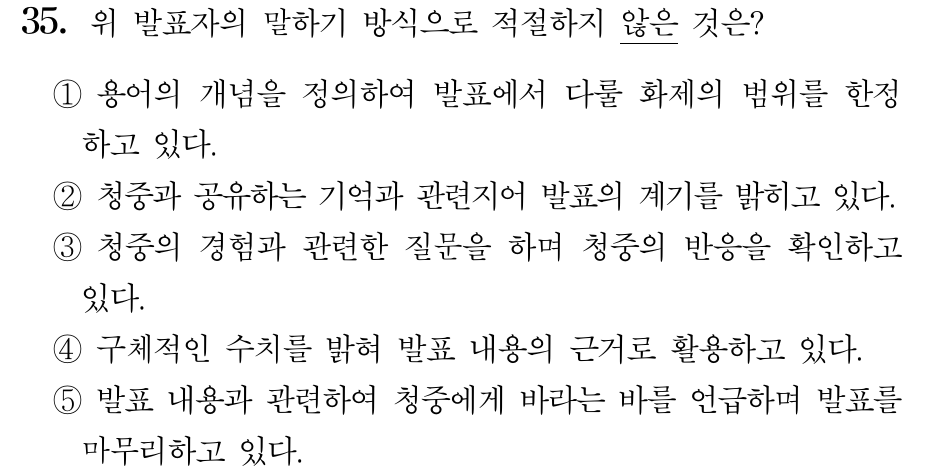 35. 위 발표자의 말하기 방식으로 적절하지 않은 것은?
① 용어의 개념을 정의하여 발표에서 다룰 화제의 범위를 한정
하고 있다.
② 청중과 공유하는 기억과 관련지어 발표의 계기를 밝히고 있다.
③ 청중의 경험과 관련한 질문을 하며 청중의 반응을 확인하고
있다.
④ 구체적인 수치를 밝혀 발표 내용의 근거로 활용하고 있다.
⑤ 발표 내용과 관련하여 청중에게 바라는 바를 언급하며 발표를
마무리하고 있다.